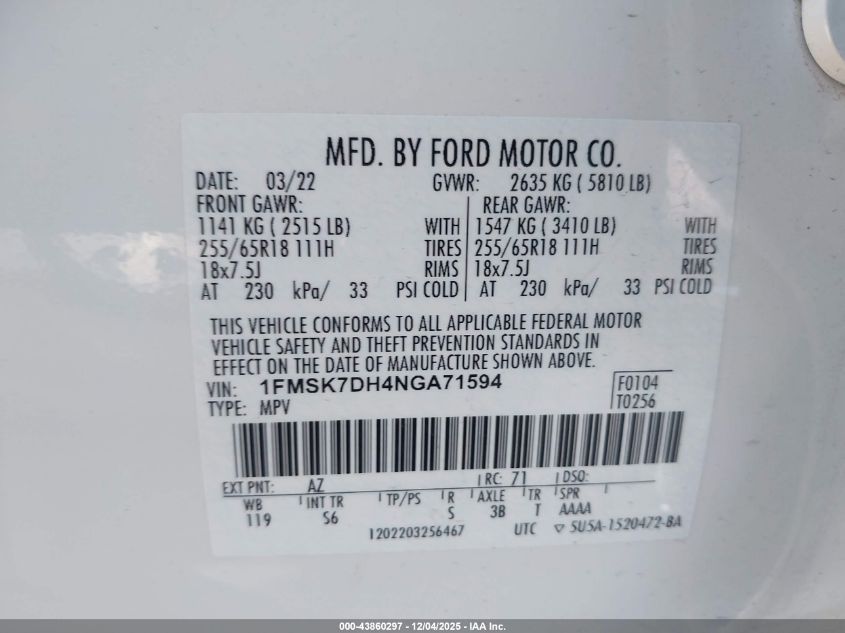 MFD. BY FORD MOTOR CO.
DATE: 03/22 GVWR: 2635 KG ( 5810 LB)
FRONT GAWR: REAR GAWR:
1141 KG ( 2515 LB) WITH 1547 KG ( 3410 LB) WITH
255/65R18 111H TIRES 255/65R18 111H TIRES
18x7.5J RIMS 18x7.5J RIMS
AT 230 kPa/ 33 PSI COLD AT 230 kPa/ 33 PSI COLD
THIS VEHICLE CONFORMS TO ALL APPLICABLE FEDERAL MOTOR
VEHICLE SAFETY AND THEFT PREVENTION STANDARDS IN
EFFECT ON THE DATE OF MANUFACTURE SHOWN ABOVE.
VIN: 1FMSK7DH4NGA71594 F0104
TYPE: MPV T0256
EXT PNT: AZ RC: 71 DSO:
WB INT TR TP/PS R AXLE TR SPR
119 S6 S 3B T AAAA
1202203256467 UTC ▽ SU5A-1520472-BA
000-43860297 - 12/04/2025 - IAA Inc.